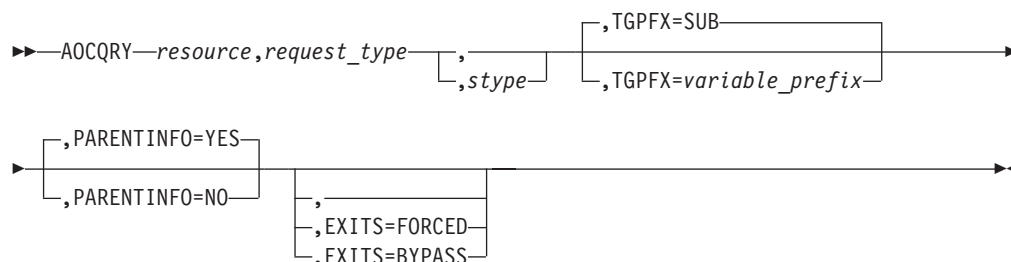 ,TGPFX=SUB
AOCQRY resource,request_type ,
,stype ,TGPFX=variable_prefix
,PARENTINFO=YES
,PARENTINFO=NO ,
,EXITS=FORCED
,EXITS=BYPASS